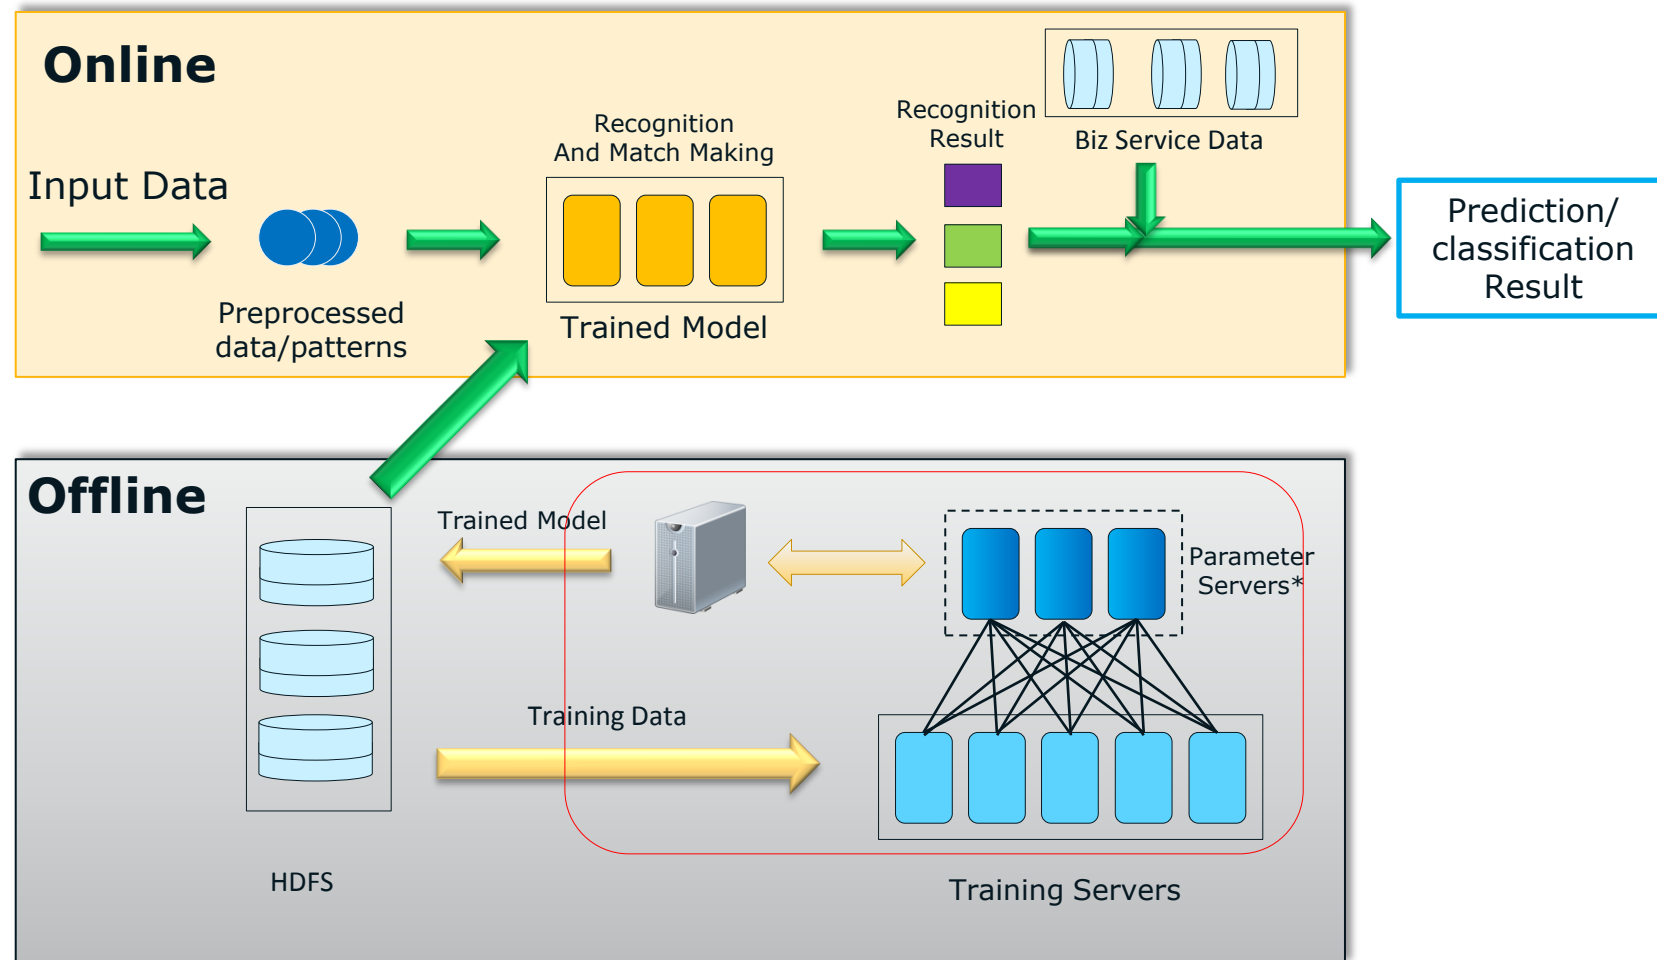 Online
Input Data
Preprocessed
data/patterns
Recognition
And Match Making
Trained Model
Recognition
Result
Biz Service Data
Prediction/
classification
Result
Offline
HDFS
Trained Model
Training Data
Parameter
Servers*
Training Servers